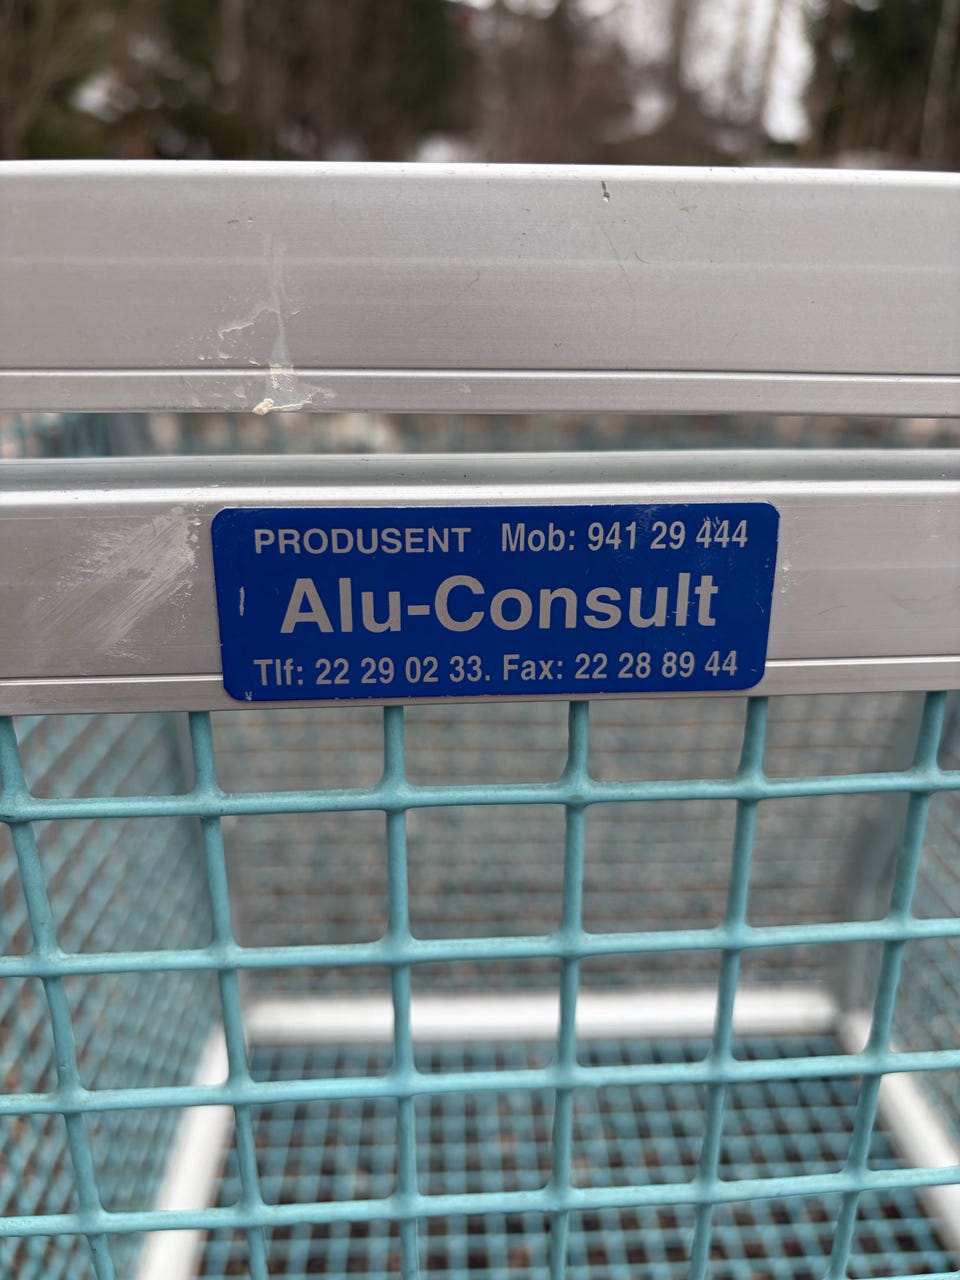 PRODUSENT Mob: 941 29 444
Alu-Consult
Tlf: 22 29 02 33. Fax: 22 28 89 44